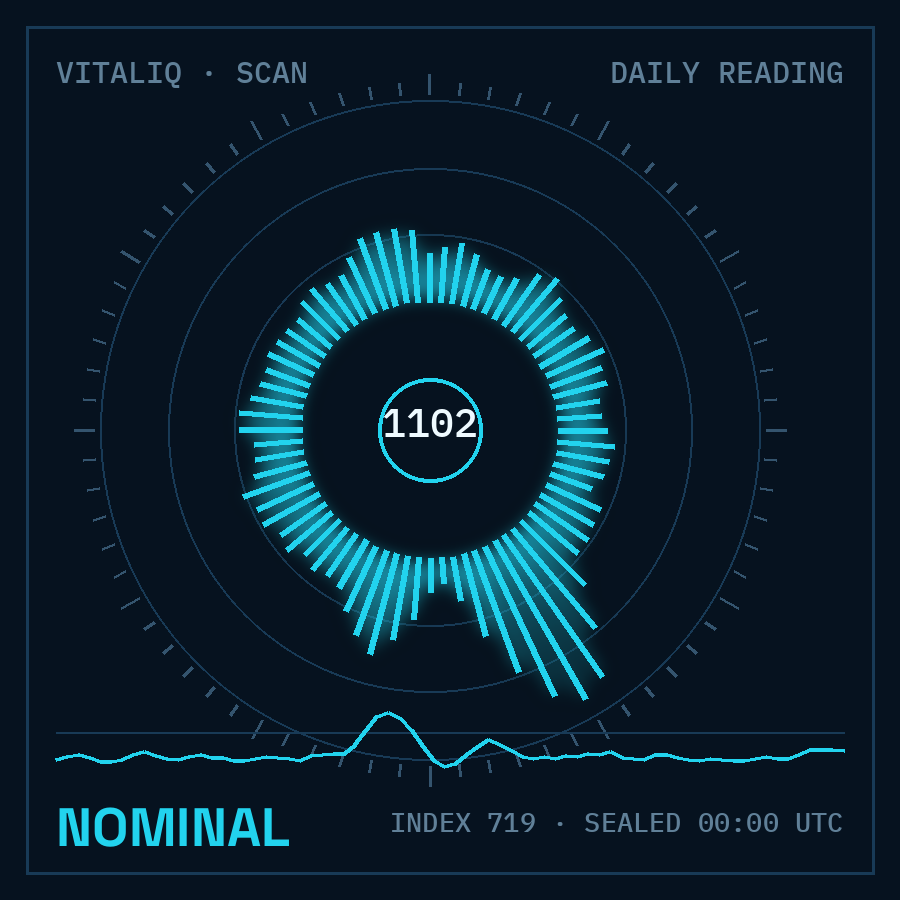 VITALIQ · SCAN
DAILY READING
1102
NOMINAL
INDEX 719 · SEALED 00:00 UTC